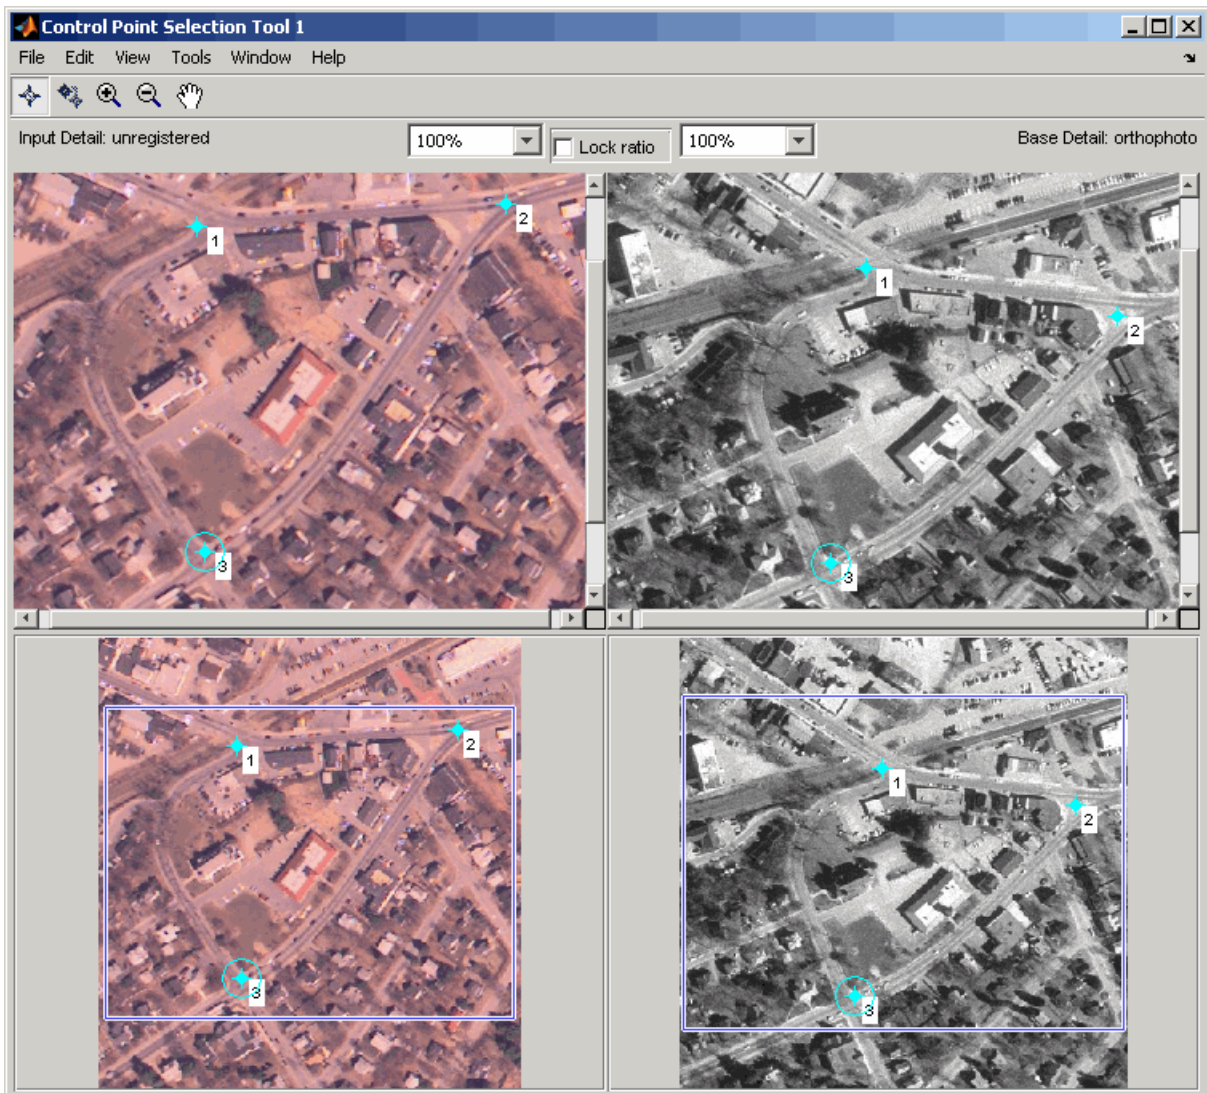 Control Point Selection Tool 1
File Edit View Tools Window Help
Input Detail: unregistered
100%
Lock ratio
100%
Base Detail: orthophoto
1
2
3
1
2
3
1
2
3
1
2
3